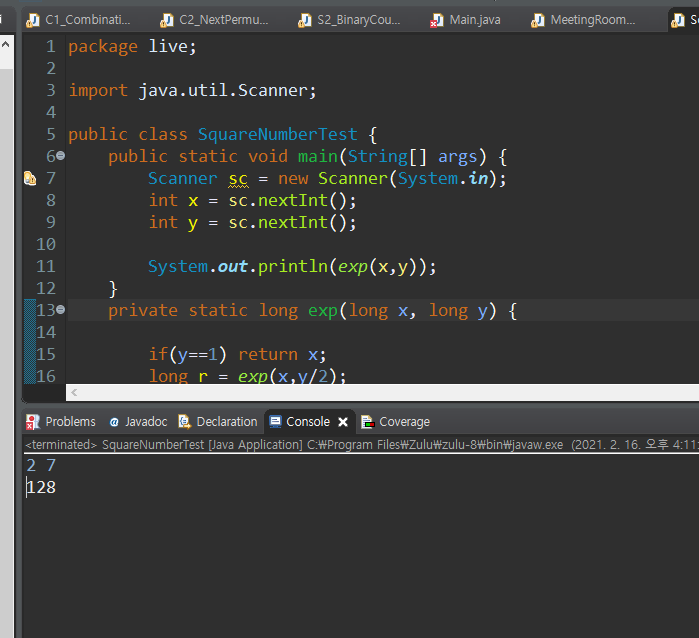 C1_Combinati... C2_NextPermu... S2_BinaryCou... Main.java MeetingRoom...
1 package live;
2
3 import java.util.Scanner;
4
5 public class SquareNumberTest {
6 public static void main(String[] args) {
7 Scanner sc = new Scanner(System.in);
8 int x = sc.nextInt();
9 int y = sc.nextInt();
10
11 System.out.println(exp(x,y));
12 }
13 private static long exp(long x, long y) {
14
15 if(y==1) return x;
16 long r = exp(x,y/2);
Problems Javadoc Declaration Console Coverage
<terminated> SquareNumberTest [Java Application] C:₩Program Files₩Zulu₩zulu-8₩bin₩javaw.exe (2021. 2. 16. 오후 4:11:
2 7
128